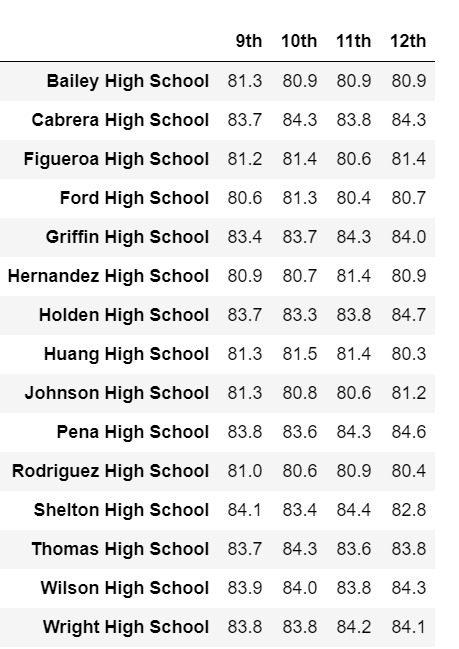 9th 10th 11th 12th
Bailey High School 81.3 80.9 80.9 80.9
Cabrera High School 83.7 84.3 83.8 84.3
Figueroa High School 81.2 81.4 80.6 81.4
Ford High School 80.6 81.3 80.4 80.7
Griffin High School 83.4 83.7 84.3 84.0
Hernandez High School 80.9 80.7 81.4 80.9
Holden High School 83.7 83.3 83.8 84.7
Huang High School 81.3 81.5 81.4 80.3
Johnson High School 81.3 80.8 80.6 81.2
Pena High School 83.8 83.6 84.3 84.6
Rodriguez High School 81.0 80.6 80.9 80.4
Shelton High School 84.1 83.4 84.4 82.8
Thomas High School 83.7 84.3 83.6 83.8
Wilson High School 83.9 84.0 83.8 84.3
Wright High School 83.8 83.8 84.2 84.1